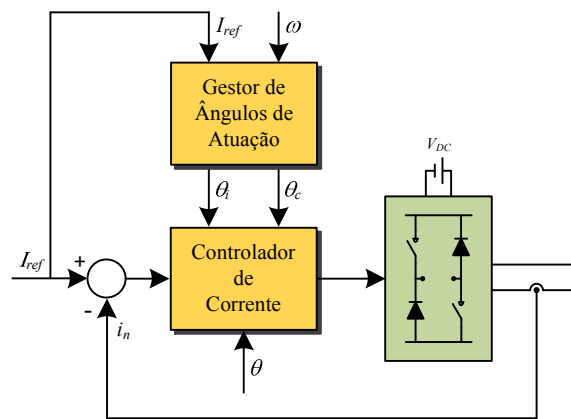 I_ref
ω
Gestor de
Ângulos de
Atuação
V_DC
θ_i
θ_c
I_ref
+
-
Controlador
de
Corrente
i_n
θ